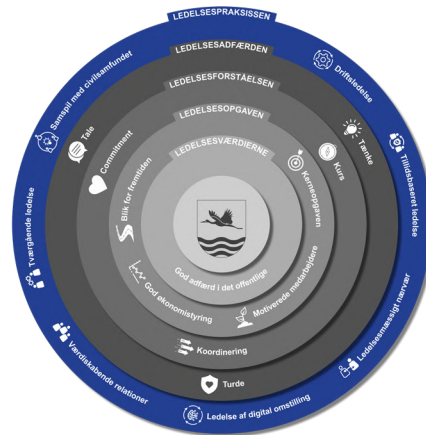 LEDELSESPRAKSISSEN
Samspil med civilsamfundet
Driftsledelse
Tillidsbaseret ledelse
Ledelsesmæssigt nærvær
Ledelse af digital omstilling
Værdiskabende relationer
Tværgående ledelse
LEDELSESADFÆRDEN
Tale
Tænke
Turde
LEDELSESFORSTÅELSEN
Commitment
Kurs
Koordinering
LEDELSESOPGAVEN
Blik for fremtiden
Kerneopgaven
Motiverede medarbejdere
God økonomistyring
LEDELSESVÆRDIERNE
God adfærd i det offentlige